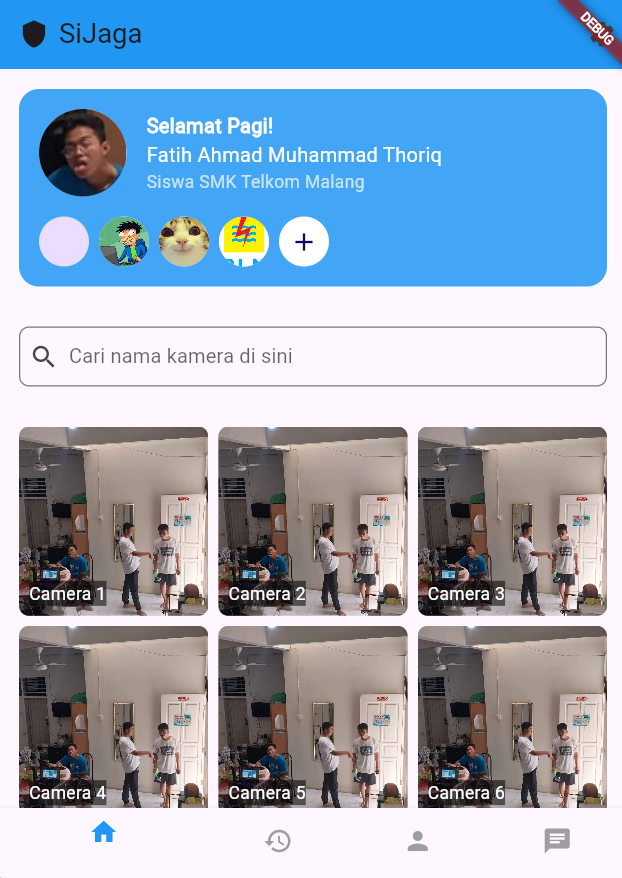 SiJaga
DEBUG
Selamat Pagi!
Fatih Ahmad Muhammad Thoriq
Siswa SMK Telkom Malang
Cari nama kamera di sini
Camera 1
Camera 2
Camera 3
Camera 4
Camera 5
Camera 6